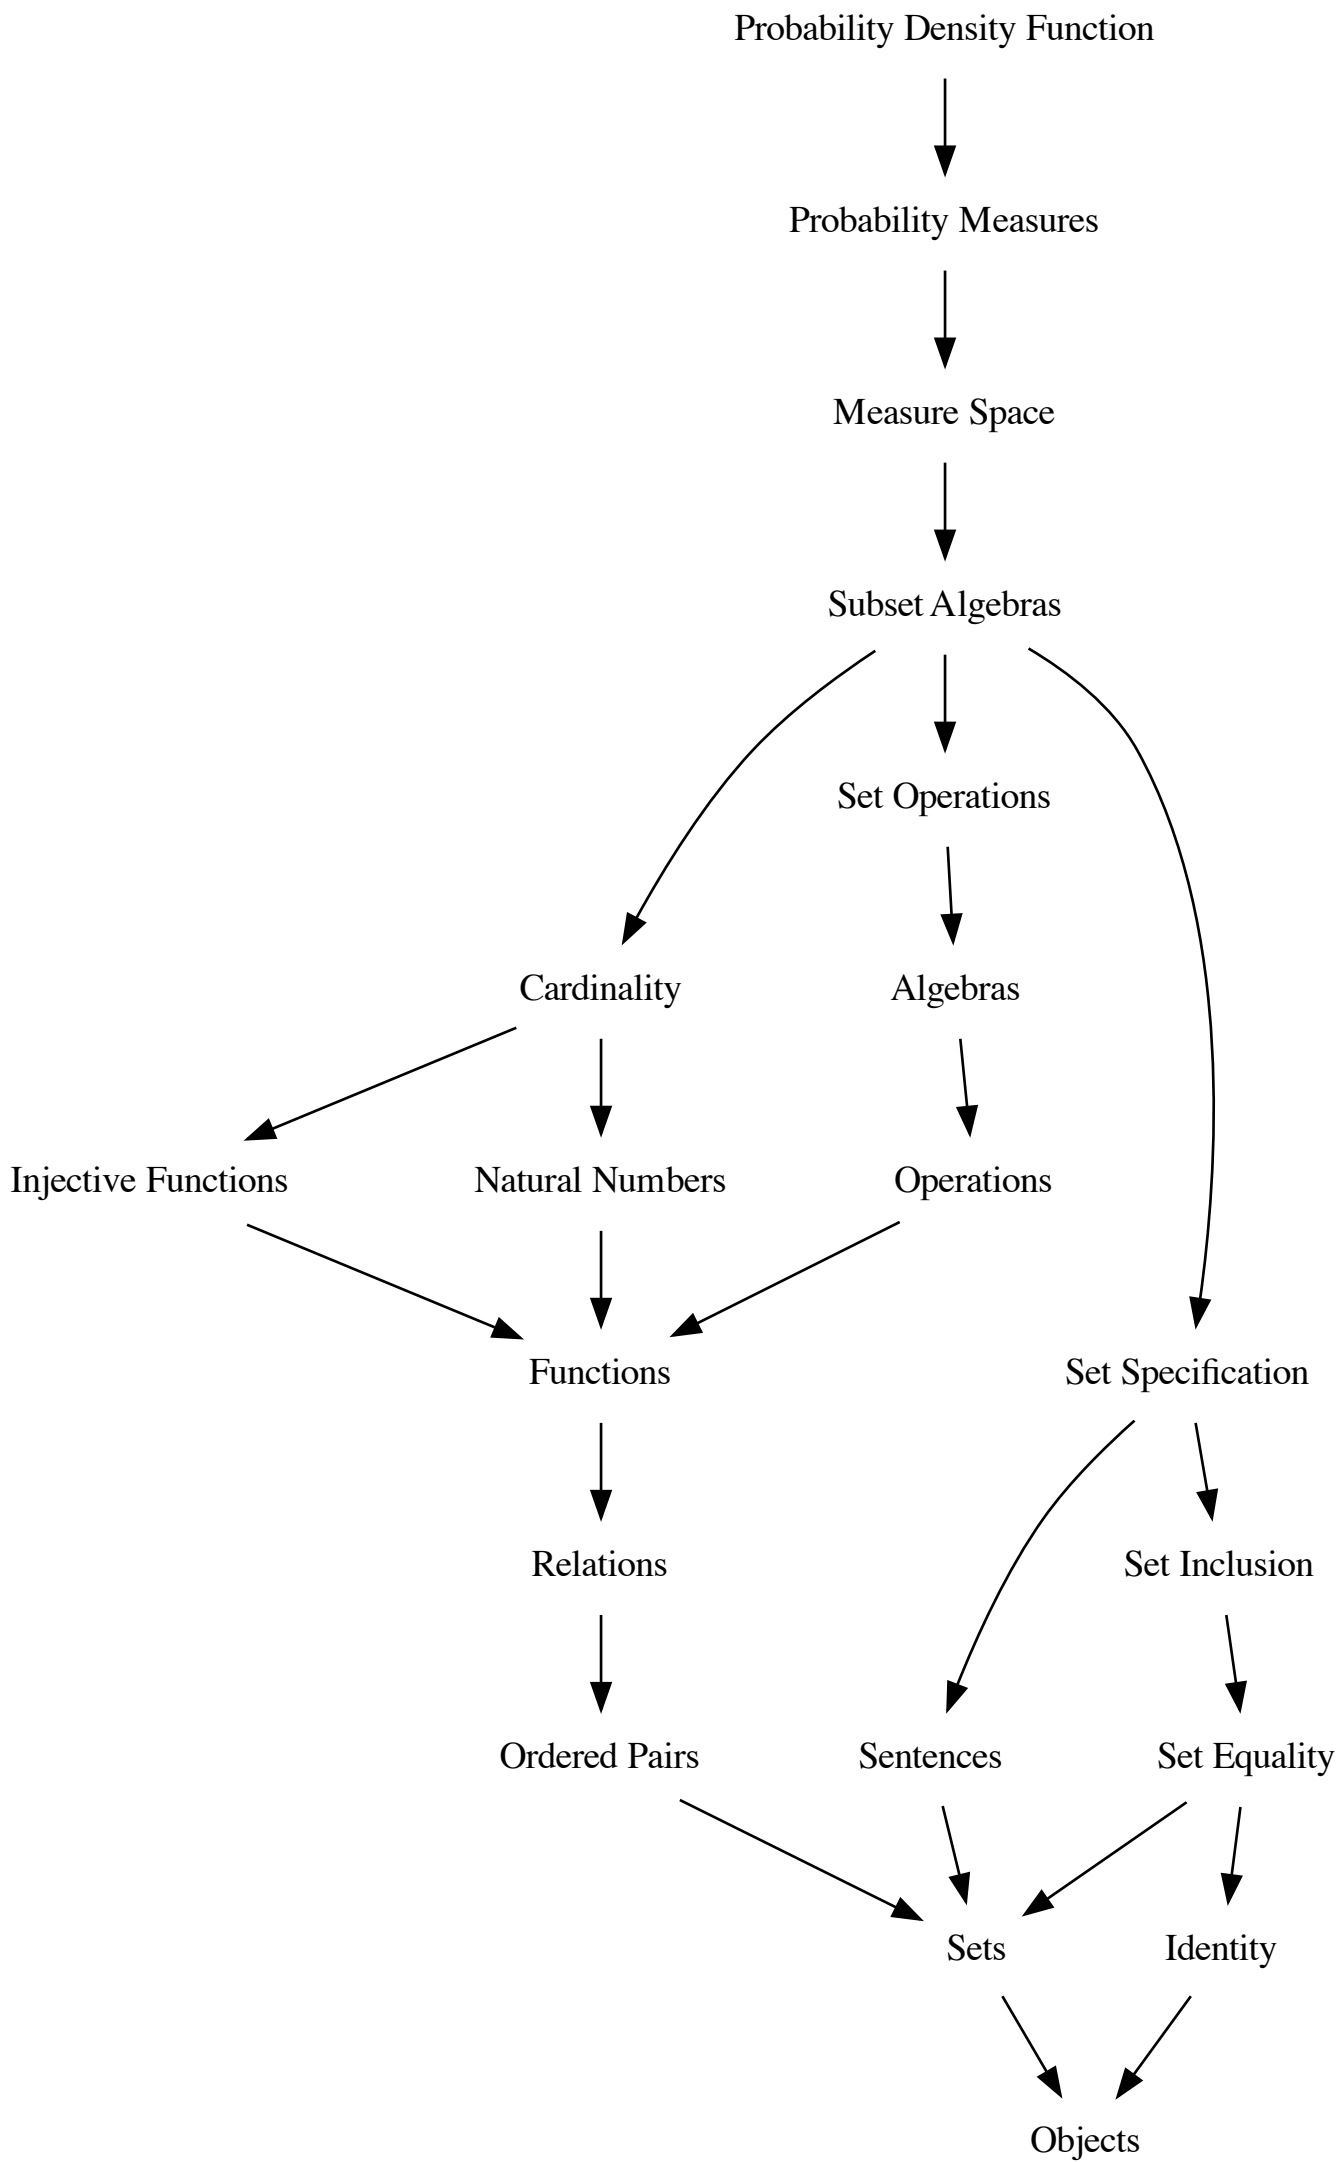 Probability Density Function
Probability Measures
Measure Space
Subset Algebras
Set Operations
Cardinality
Algebras
Injective Functions
Natural Numbers
Operations
Functions
Set Specification
Relations
Set Inclusion
Ordered Pairs
Sentences
Set Equality
Sets
Identity
Objects